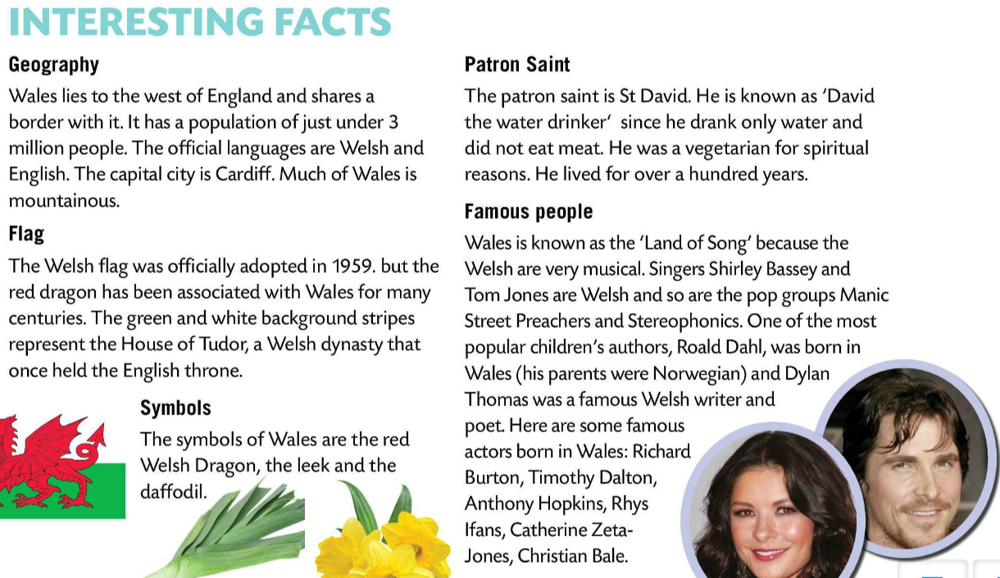 INTERESTING FACTS
Geography
Wales lies to the west of England and shares a
border with it. It has a population of just under 3
million people. The official languages are Welsh and
English. The capital city is Cardiff. Much of Wales is
mountainous.
Flag
The Welsh flag was officially adopted in 1959. but the
red dragon has been associated with Wales for many
centuries. The green and white background stripes
represent the House of Tudor, a Welsh dynasty that
once held the English throne.
Symbols
The symbols of Wales are the red
Welsh Dragon, the leek and the
daffodil.
Patron Saint
The patron saint is St David. He is known as ‘David
the water drinker’  since he drank only water and
did not eat meat. He was a vegetarian for spiritual
reasons. He lived for over a hundred years.
Famous people
Wales is known as the ‘Land of Song’ because the
Welsh are very musical. Singers Shirley Bassey and
Tom Jones are Welsh and so are the pop groups Manic
Street Preachers and Stereophonics. One of the most
popular children’s authors, Roald Dahl, was born in
Wales (his parents were Norwegian) and Dylan
Thomas was a famous Welsh writer and
poet. Here are some famous
actors born in Wales: Richard
Burton, Timothy Dalton,
Anthony Hopkins, Rhys
Ifans, Catherine Zeta-
Jones, Christian Bale.